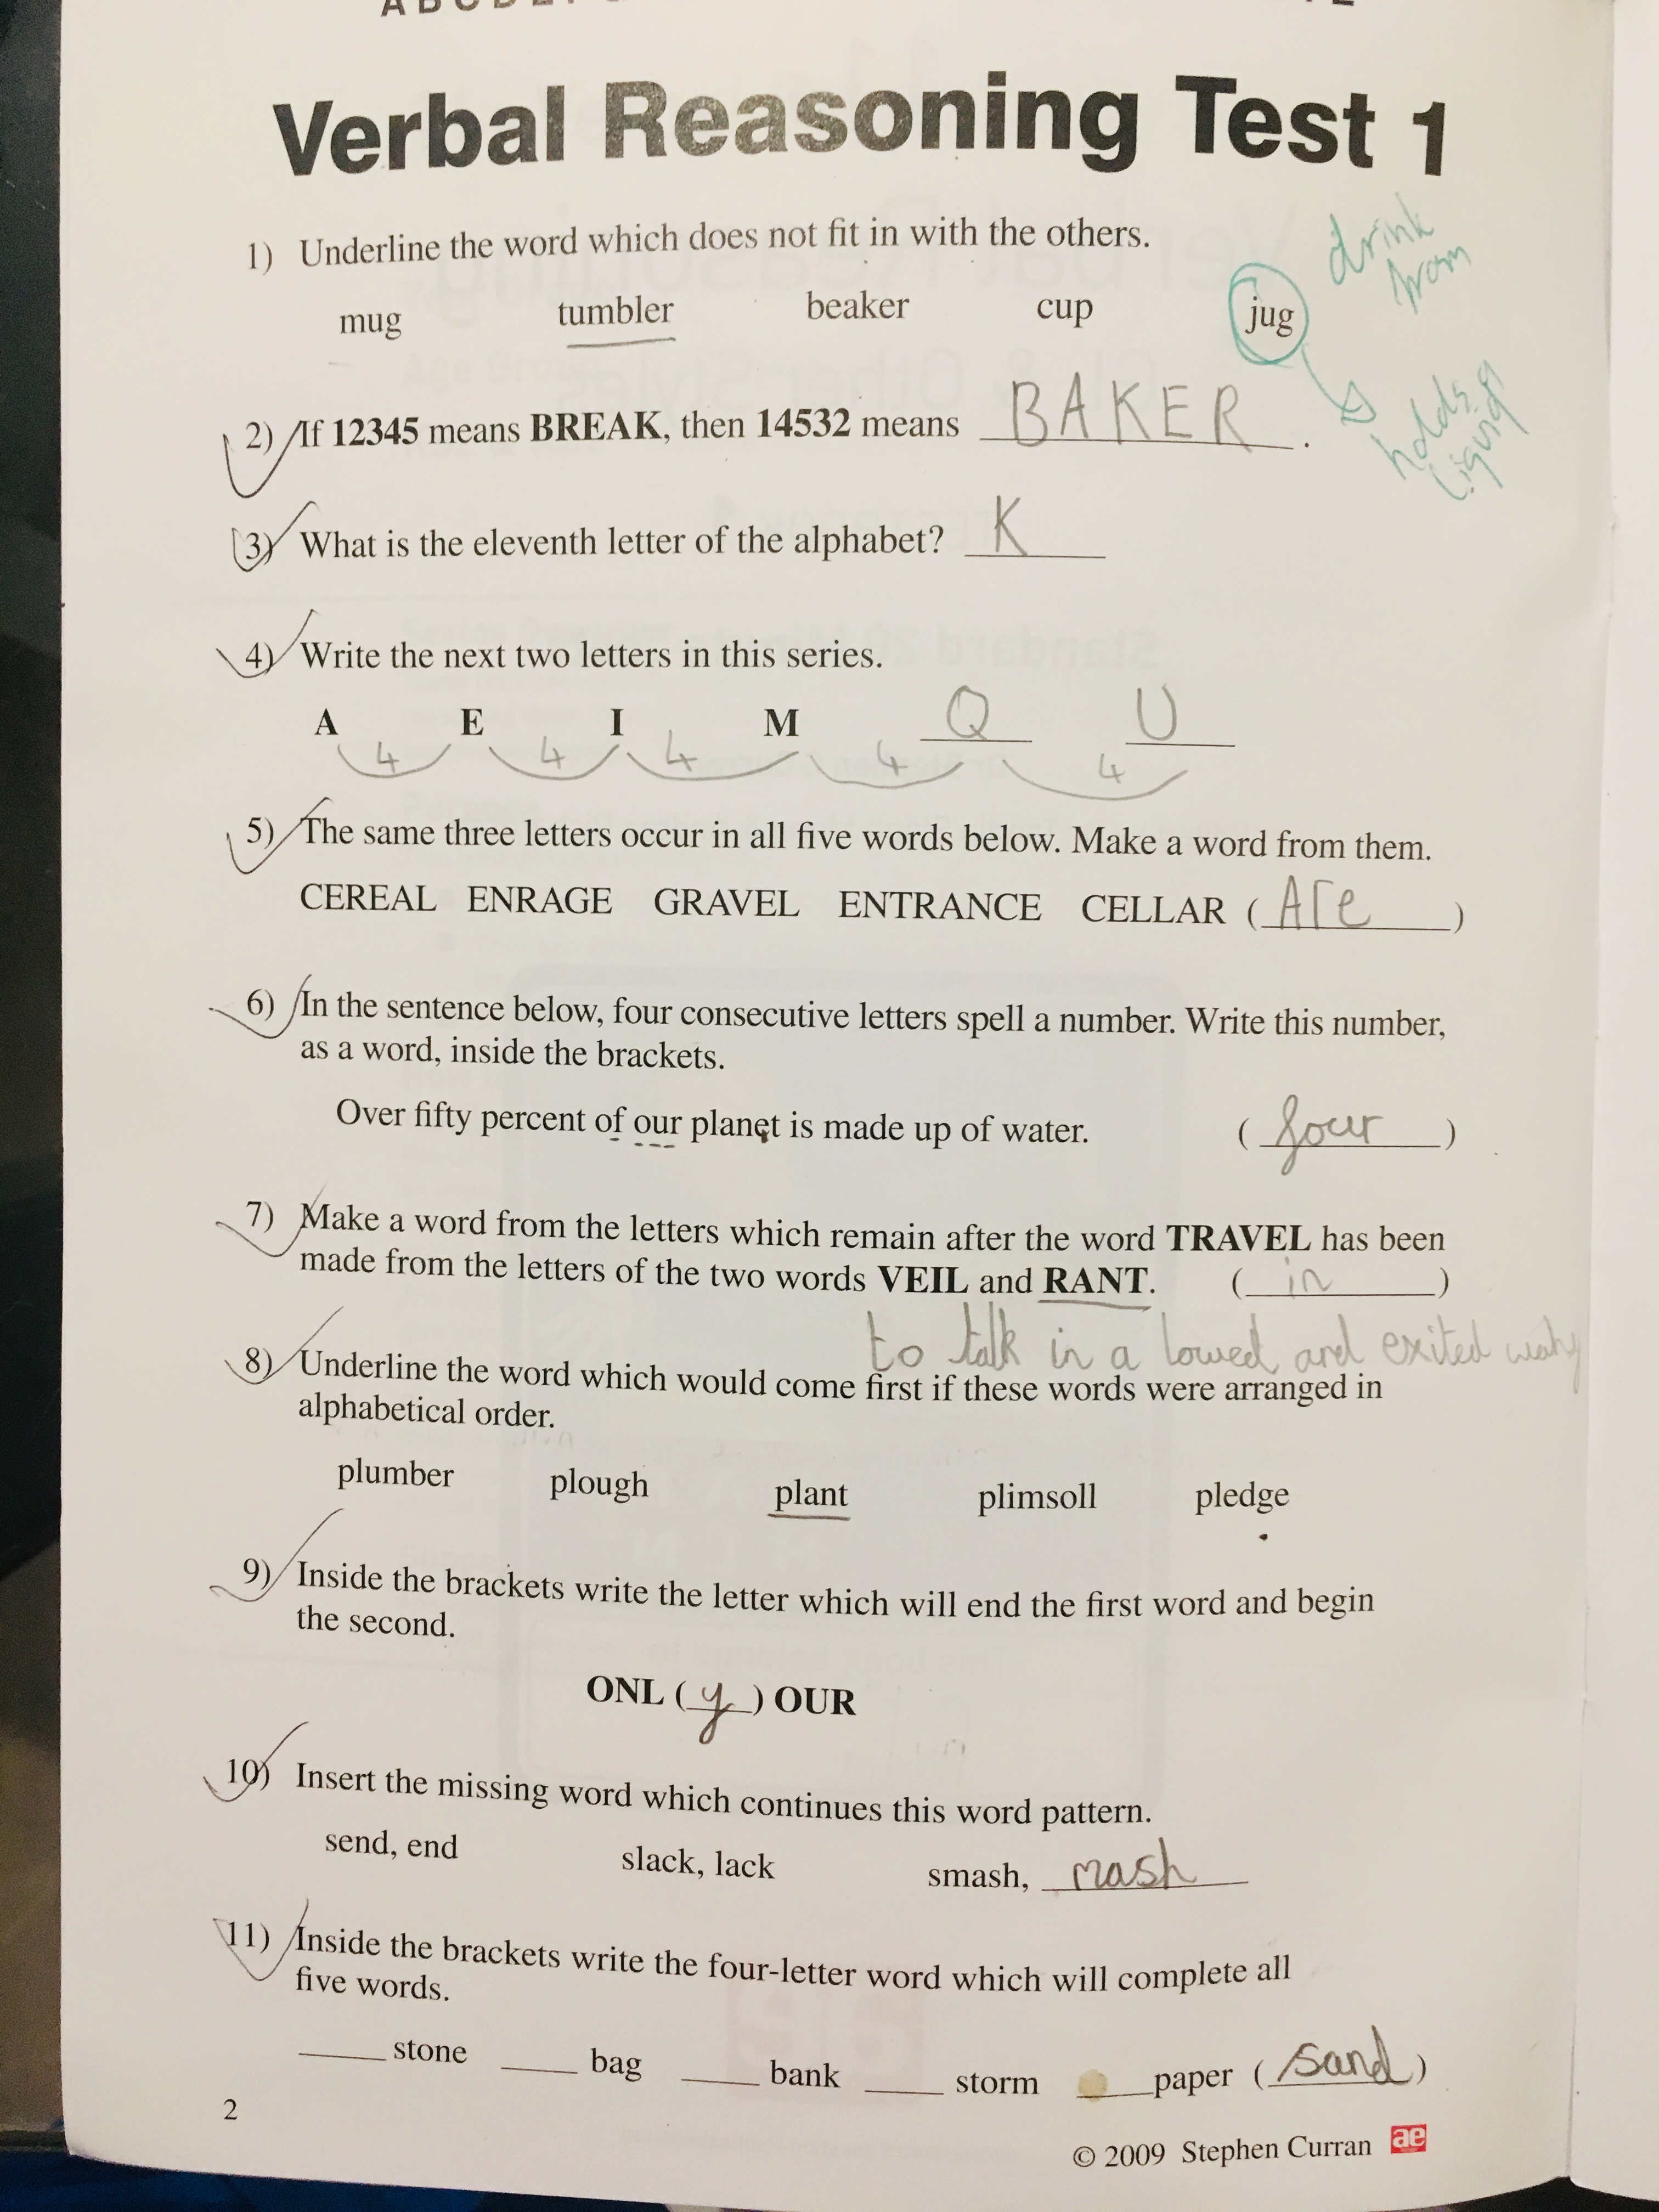 Verbal Reasoning Test 1
1) Underline the word which does not fit in with the others.
drink from
mug tumbler beaker cup jug
holds liquid
2) If 12345 means BREAK, then 14532 means BAKER.
3) What is the eleventh letter of the alphabet? K
4) Write the next two letters in this series.
A E I M Q U
4 4 4 4 4
5) The same three letters occur in all five words below. Make a word from them.
CEREAL ENRAGE GRAVEL ENTRANCE CELLAR (Are)
6) In the sentence below, four consecutive letters spell a number. Write this number,
as a word, inside the brackets.
Over fifty percent of our planet is made up of water. (four)
7) Make a word from the letters which remain after the word TRAVEL has been
made from the letters of the two words VEIL and RANT. (in)
to talk in a lowed and exited
8) Underline the word which would come first if these words were arranged in
alphabetical order.
plumber plough plant plimsoll pledge
9) Inside the brackets write the letter which will end the first word and begin
the second.
ONL (y) OUR
10) Insert the missing word which continues this word pattern.
send, end slack, lack smash, mash
11) Inside the brackets write the four-letter word which will complete all
five words.
____ stone ____ bag ____ bank ____ storm ____ paper (sand)
2
© 2009 Stephen Curran ae